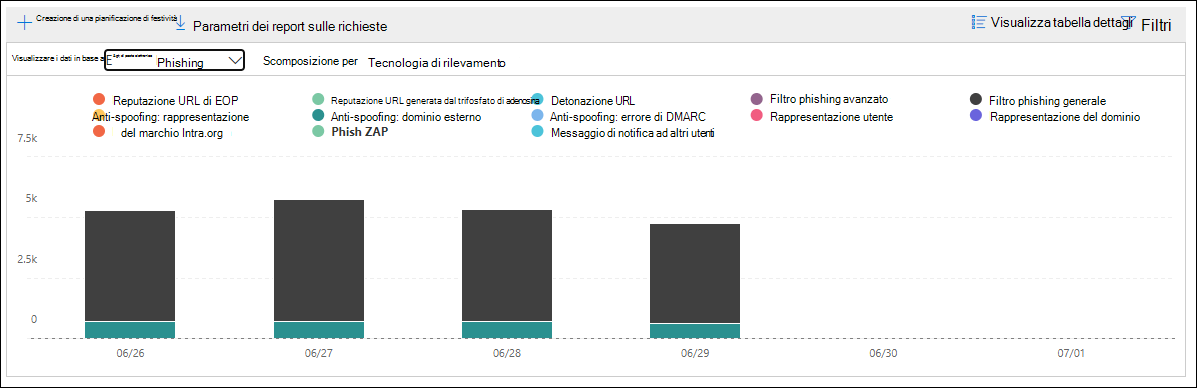 Creazione di una pianificazione di festività
Parametri dei report sulle richieste
Visualizza tabella dettagli
Filtri
Visualizzare i dati in base a
Phishing
Scomposizione per Tecnologia di rilevamento
Reputazione URL di EOP
Reputazione URL generata dal trifosfato di adenosina
Detonazione URL
Filtro phishing avanzato
Filtro phishing generale
Anti-spoofing: rappresentazione
Anti-spoofing: dominio esterno
Anti-spoofing: errore di DMARC
Rappresentazione utente
Rappresentazione del dominio
del marchio Intra.org
Phish ZAP
Messaggio di notifica ad altri utenti
7.5k
5k
2.5k
0
06/26
06/27
06/28
06/29
06/30
07/01